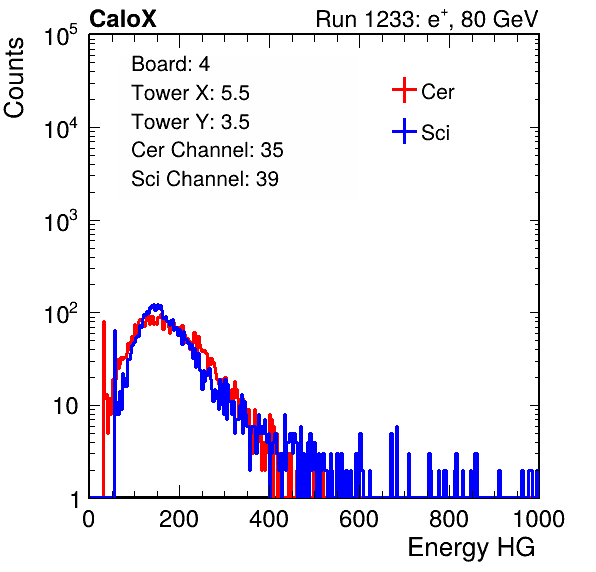 CaloX Run 1233: e⁺, 80 GeV
Counts
10⁵
10⁴
10³
10²
10
1
Board: 4
Tower X: 5.5
Tower Y: 3.5
Cer Channel: 35
Sci Channel: 39
Cer
Sci
0 200 400 600 800 1000
Energy HG